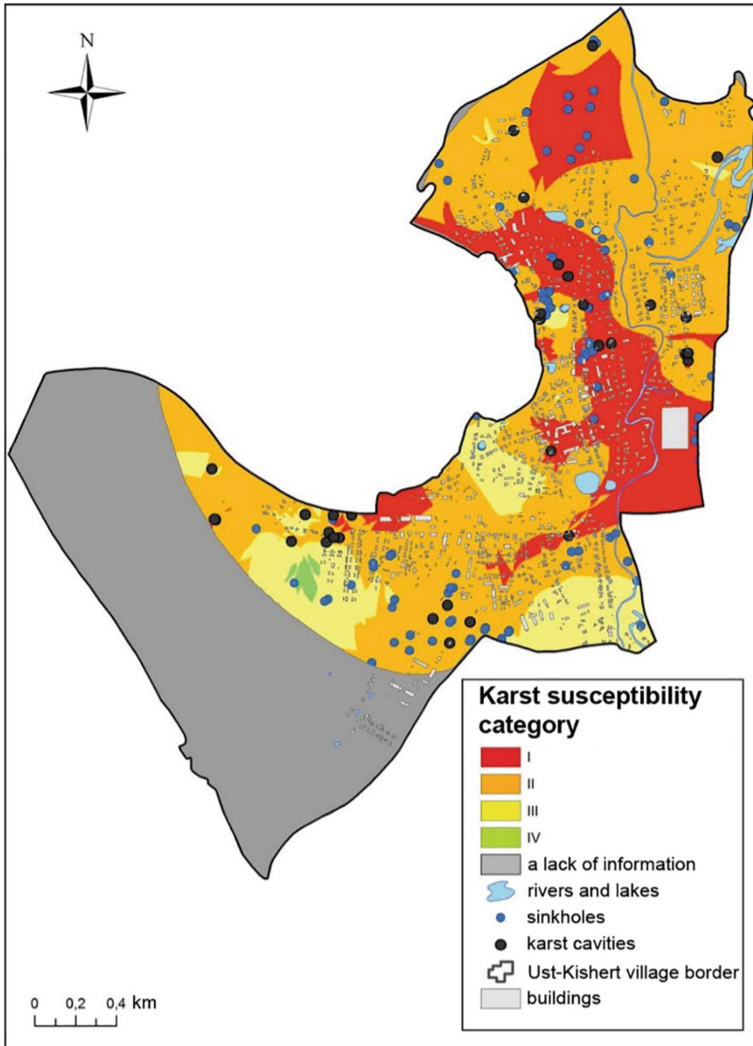 N
Karst susceptibility
category
I
II
III
IV
a lack of information
rivers and lakes
sinkholes
karst cavities
Ust-Kishert village border
buildings
0 0,2 0,4 km